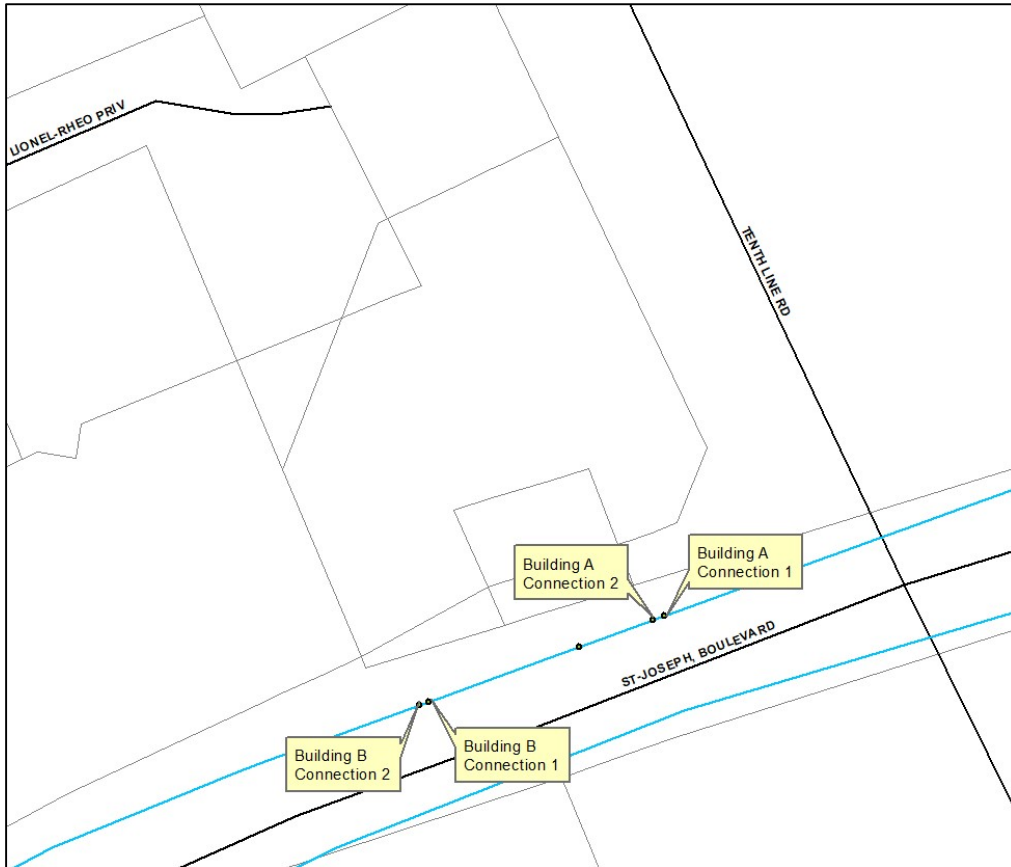 LIONEL-RHEO PRIV
TENTH LINE RD
Building A
Connection 2
Building A
Connection 1
ST-JOSEPH, BOULEVARD
Building B
Connection 2
Building B
Connection 1